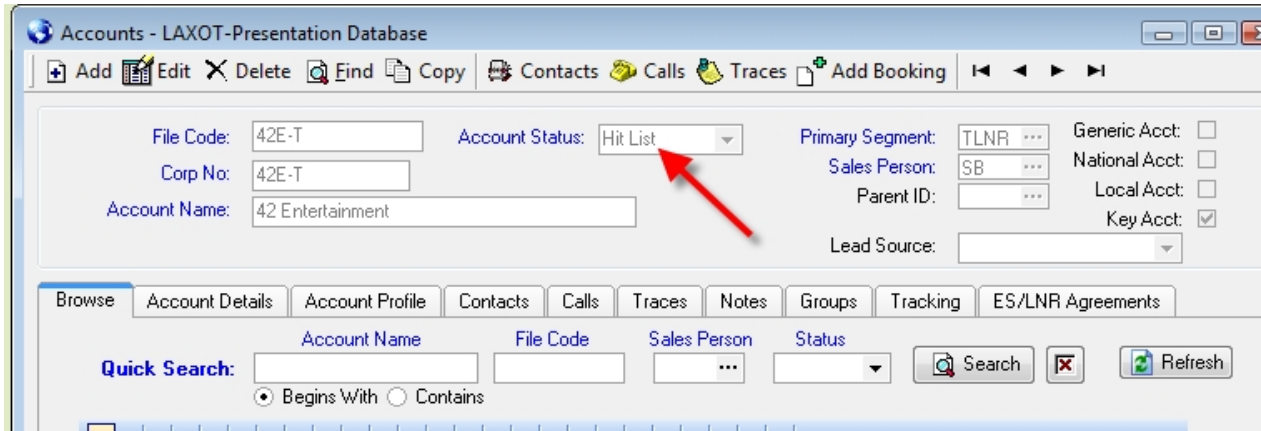 Accounts - LAXOT-Presentation Database
Add Edit Delete Find Copy Contacts Calls Traces Add Booking
File Code: 42E-T Account Status: Hit List Primary Segment: TLNR ... Generic Acct:
Corp No: 42E-T Sales Person: SB ... National Acct:
Account Name: 42 Entertainment Parent ID: ... Local Acct:
Key Acct:
Lead Source:
Browse Account Details Account Profile Contacts Calls Traces Notes Groups Tracking ES/LNR Agreements
Account Name File Code Sales Person Status
Quick Search: ... Search Refresh
Begins With Contains